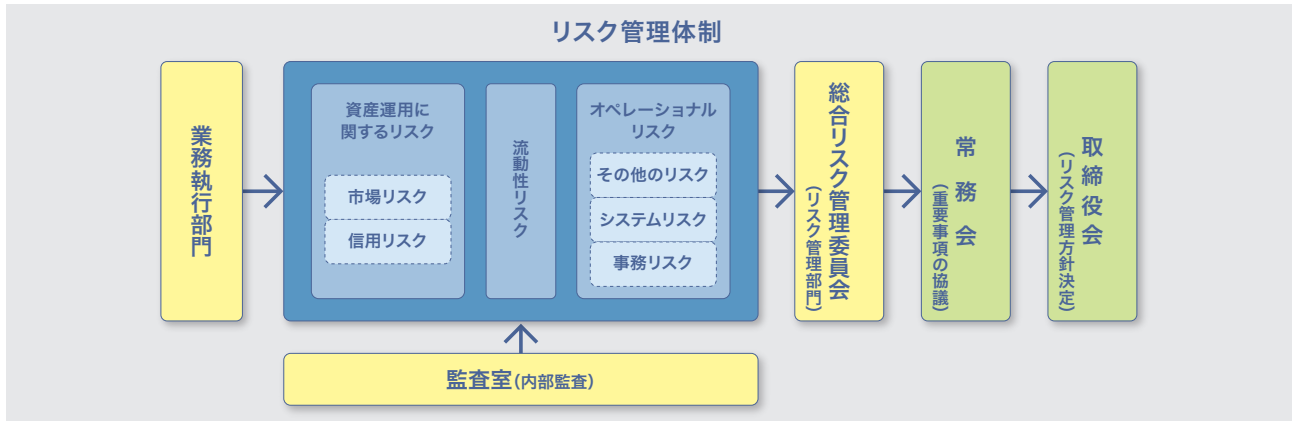 リスク管理体制
業務執行部門
資産運用に
関するリスク
市場リスク
信用リスク
流動性リスク
オペレーショナル
リスク
その他のリスク
システムリスク
事務リスク
総合リスク管理委員会
(リスク管理部門)
常務会
(重要事項の協議)
取締役会
(リスク管理方針決定)
監査室(内部監査)